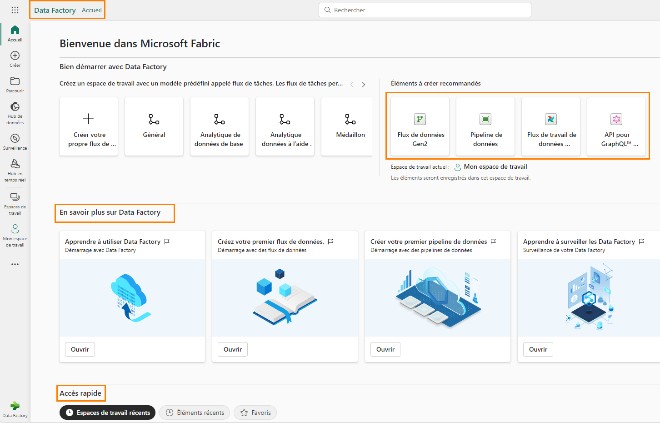 Data Factory Accueil
Rechercher
Accueil
Créer
Parcourir
Hub de
données
Surveillance
Hub en
temps réel
Espaces de
travail
Mon espace
de travail
Data Factory
Bienvenue dans Microsoft Fabric
Bien démarrer avec Data Factory
Créez un espace de travail avec un modèle prédéfini appelé flux de tâches. Les flux de tâches per...
Créer votre
propre flux de ...
Général
Analytique de
données de base
Analytique
données à l'aide...
Médaillon
Éléments à créer recommandés
Flux de données
Gen2
Pipeline de
données
Flux de travail de
données ...
API pour
GraphQL™ ...
Espace de travail actuel : Mon espace de travail
Les éléments seront enregistrés dans cet espace de travail.
En savoir plus sur Data Factory
Apprendre à utiliser Data Factory
Démarrage avec Data Factory
Ouvrir
Créez votre premier flux de données.
Démarrage avec des flux de données
Ouvrir
Créer votre premier pipeline de données
Démarrage avec des pipelines de données
Ouvrir
Apprendre à surveiller les Data Factory
Surveillance de votre Data Factory
Ouvrir
Accès rapide
Espaces de travail récents
Éléments récents
Favoris